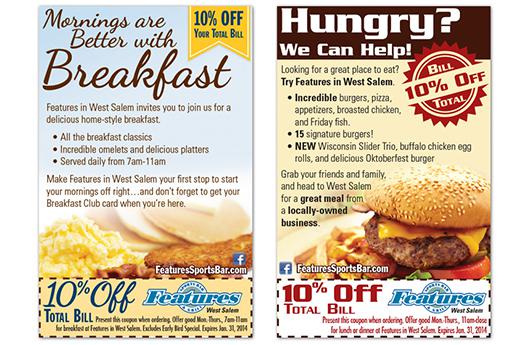 Mornings are
Better with
Breakfast
10% OFF
YOUR TOTAL BILL
Features in West Salem invites you to join us for a
delicious home-style breakfast.
• All the breakfast classics
• Incredible omelets and delicious platters
• Served daily from 7am-11am
Make Features in West Salem your first stop to start
your mornings off right...and don't forget to get your
Breakfast Club card when you're here.
FeaturesSportsBar.com
10% Off
TOTAL BILL
SPORTS BAR
Features
& GRILL
West Salem
Present this coupon when ordering. Offer good Mon.-Thurs., 7am-11am
for breakfast at Features in West Salem. Excludes Early Bird Special. Expires Jan. 31, 2014
Hungry?
We Can Help!
Looking for a great place to eat?
Try Features in West Salem.
BILL
10% OFF
TOTAL
• Incredible burgers, pizza,
appetizers, broasted chicken,
and Friday fish.
• 15 signature burgers!
• NEW Wisconsin Slider Trio, buffalo chicken egg
rolls, and delicious Oktoberfest burger
Grab your friends and family,
and head to West Salem
for a great meal from
a locally-owned
business.
FeaturesSportsBar.com
10% Off
TOTAL BILL
SPORTS BAR
Features
& GRILL
West Salem
Present this coupon when ordering. Offer good Mon.-Thurs., 11am-close
for lunch or dinner at Features in West Salem. Expires Jan. 31, 2014